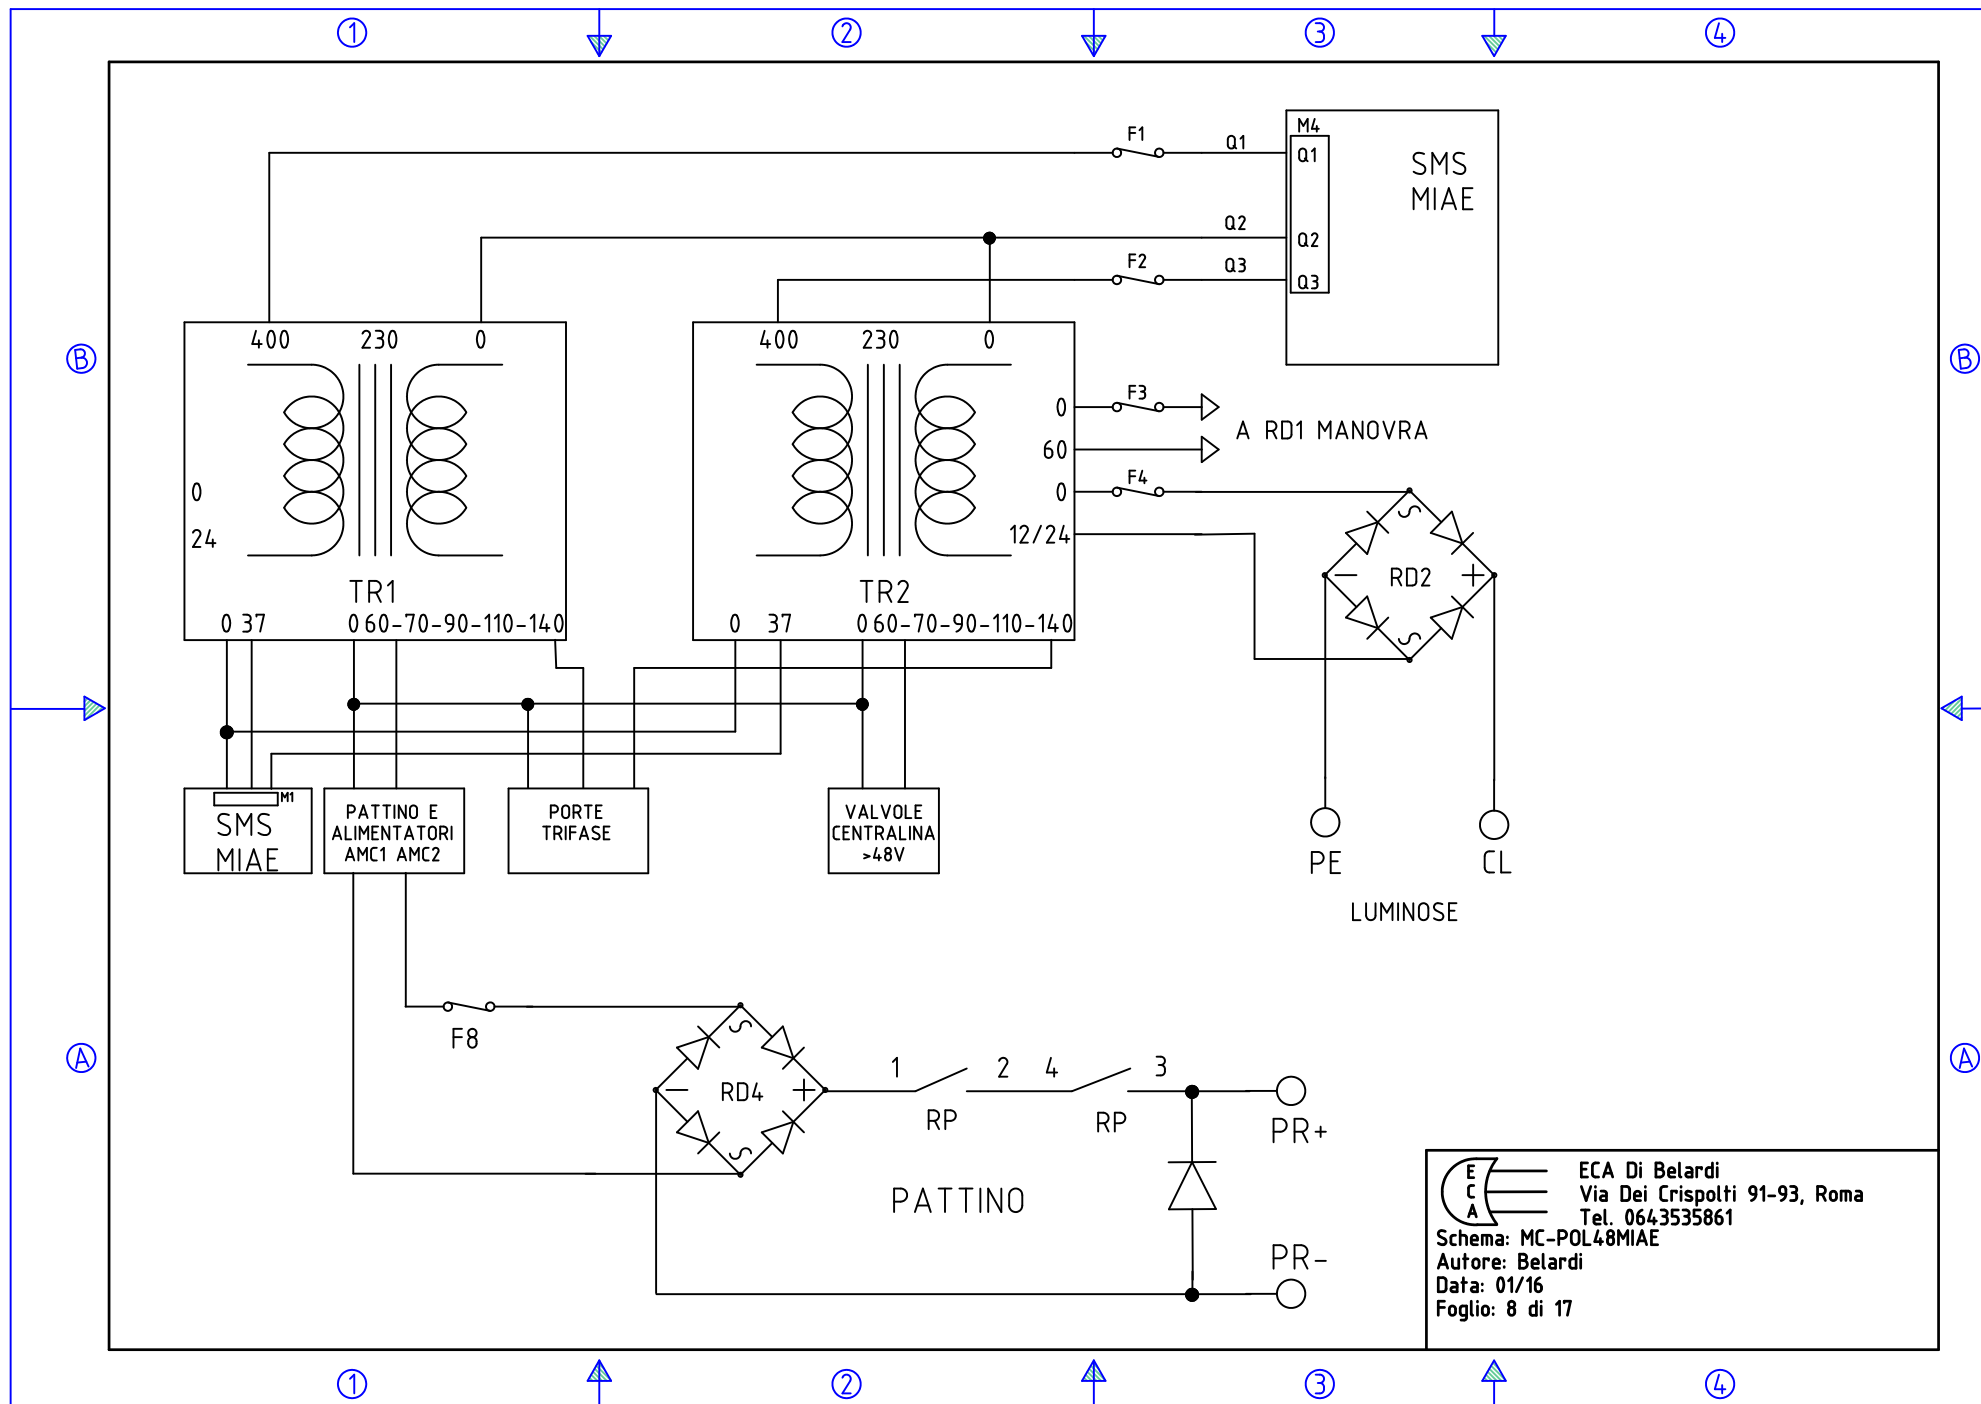 1 2 3 4
F1 Q1 M4
Q1 SMS
MIAE
Q2
Q2
F2 Q3
Q3
400 230 0
400 230 0
B B
0 F3
A RD1 MANOVRA
60
0 F4
0
24
12/24
RD2
TR1
TR2
0 37 0 60-70-90-110-140
0 37 0 60-70-90-110-140
M1
SMS
MIAE
PATTINO E
ALIMENTATORI
AMC1 AMC2
PORTE
TRIFASE
VALVOLE
CENTRALINA
>48V
PE CL
LUMINOSE
F8
A A
RD4
1 2 4 3
RP RP
PR+
PATTINO
PR-
E
C
A
ECA Di Belardi
Via Dei Crispolti 91-93, Roma
Tel. 0643535861
Schema: MC-POL48MIAE
Autore: Belardi
Data: 01/16
Foglio: 8 di 17
1 2 3 4